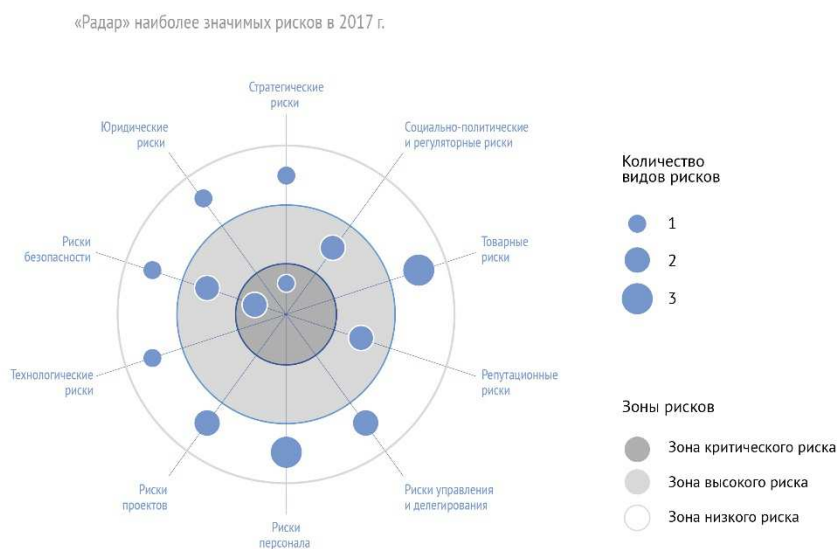 «Радар» наиболее значимых рисков в 2017 г.
Стратегические
риски
Юридические
риски
Социально-политические
и регуляторные риски
Риски
безопасности
Товарные
риски
Технологические
риски
Репутационные
риски
Риски
проектов
Риски
персонала
Риски управления
и делегирования
Количество
видов рисков
1
2
3
Зоны рисков
Зона критического риска
Зона высокого риска
Зона низкого риска